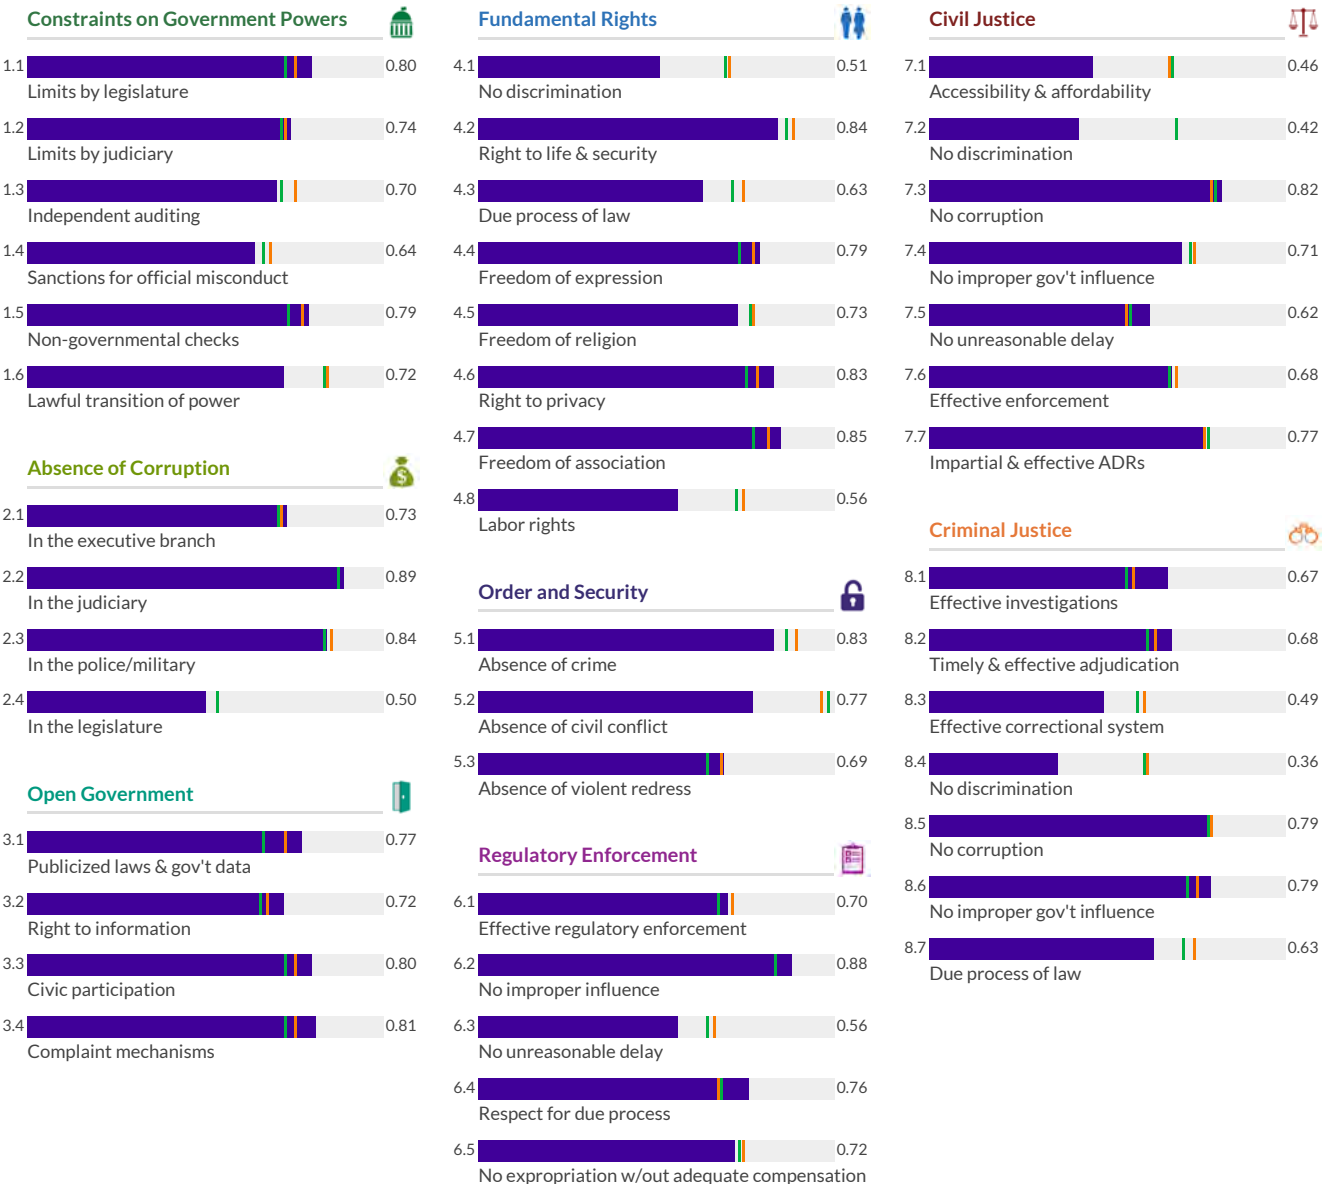 Constraints on Government Powers
1.1 0.80
Limits by legislature
1.2 0.74
Limits by judiciary
1.3 0.70
Independent auditing
1.4 0.64
Sanctions for official misconduct
1.5 0.79
Non-governmental checks
1.6 0.72
Lawful transition of power
Absence of Corruption
$
2.1 0.73
In the executive branch
2.2 0.89
In the judiciary
2.3 0.84
In the police/military
2.4 0.50
In the legislature
Open Government
3.1 0.77
Publicized laws & gov't data
3.2 0.72
Right to information
3.3 0.80
Civic participation
3.4 0.81
Complaint mechanisms
Fundamental Rights
4.1 0.51
No discrimination
4.2 0.84
Right to life & security
4.3 0.63
Due process of law
4.4 0.79
Freedom of expression
4.5 0.73
Freedom of religion
4.6 0.83
Right to privacy
4.7 0.85
Freedom of association
4.8 0.56
Labor rights
Order and Security
5.1 0.83
Absence of crime
5.2 0.77
Absence of civil conflict
5.3 0.69
Absence of violent redress
Regulatory Enforcement
6.1 0.70
Effective regulatory enforcement
6.2 0.88
No improper influence
6.3 0.56
No unreasonable delay
6.4 0.76
Respect for due process
6.5 0.72
No expropriation w/out adequate compensation
Civil Justice
7.1 0.46
Accessibility & affordability
7.2 0.42
No discrimination
7.3 0.82
No corruption
7.4 0.71
No improper gov't influence
7.5 0.62
No unreasonable delay
7.6 0.68
Effective enforcement
7.7 0.77
Impartial & effective ADRs
Criminal Justice
8.1 0.67
Effective investigations
8.2 0.68
Timely & effective adjudication
8.3 0.49
Effective correctional system
8.4 0.36
No discrimination
8.5 0.79
No corruption
8.6 0.79
No improper gov't influence
8.7 0.63
Due process of law